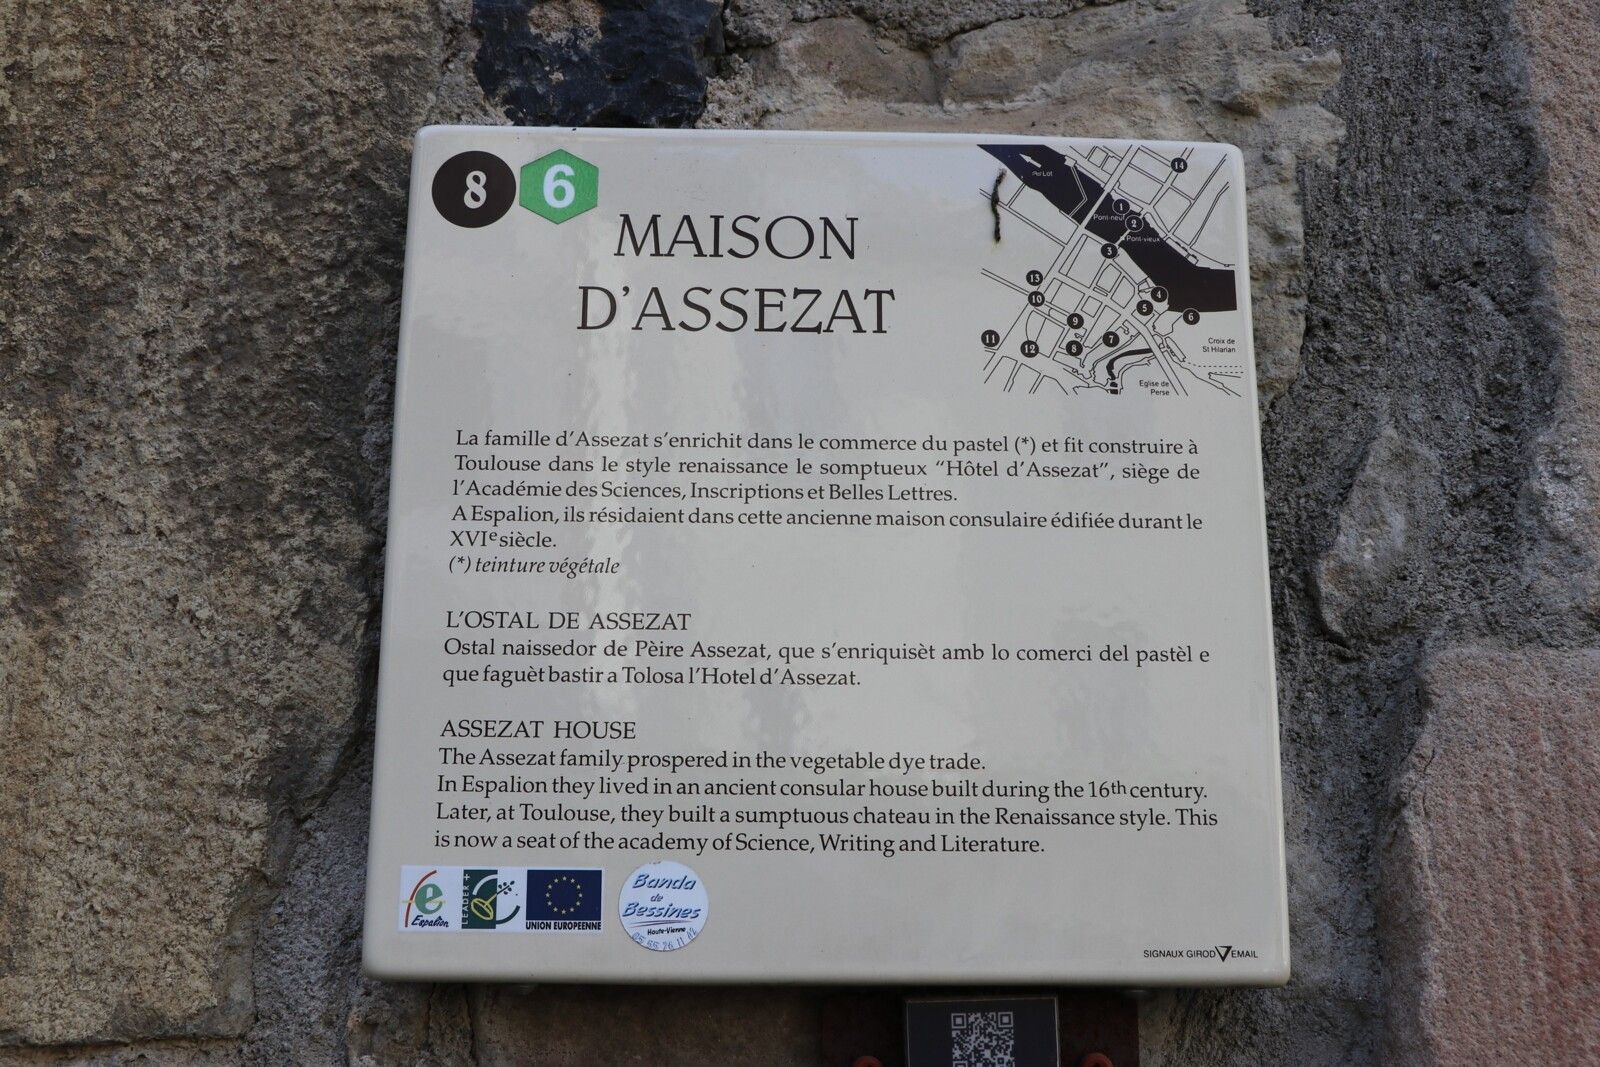 8 6
MAISON
D'ASSEZAT
14
1
Pont-neuf
2
Pont-vieux
3
13
10
4
5
6
9
11
12
8
7
Croix de
St Hilarian
Eglise de
Perse
La famille d'Assezat s'enrichit dans le commerce du pastel (*) et fit construire à
Toulouse dans le style renaissance le somptueux "Hôtel d'Assezat", siège de
l'Académie des Sciences, Inscriptions et Belles Lettres.
A Espalion, ils résidaient dans cette ancienne maison consulaire édifiée durant le
XVIe siècle.
(*) teinture végétale
L'OSTAL DE ASSEZAT
Ostal naissedor de Pèire Assezat, que s'enriquisèt amb lo comerci del pastèl e
que faguèt bastir a Tolosa l'Hotel d'Assezat.
ASSEZAT HOUSE
The Assezat family prospered in the vegetable dye trade.
In Espalion they lived in an ancient consular house built during the 16th century.
Later, at Toulouse, they built a sumptuous chateau in the Renaissance style. This
is now a seat of the academy of Science, Writing and Literature.
e
Espalion
LEADER +
UNION EUROPEENNE
Banda
de
Bessines
Haute-Vienne
05 55 76 11 82
SIGNAUX GIROD EMAIL